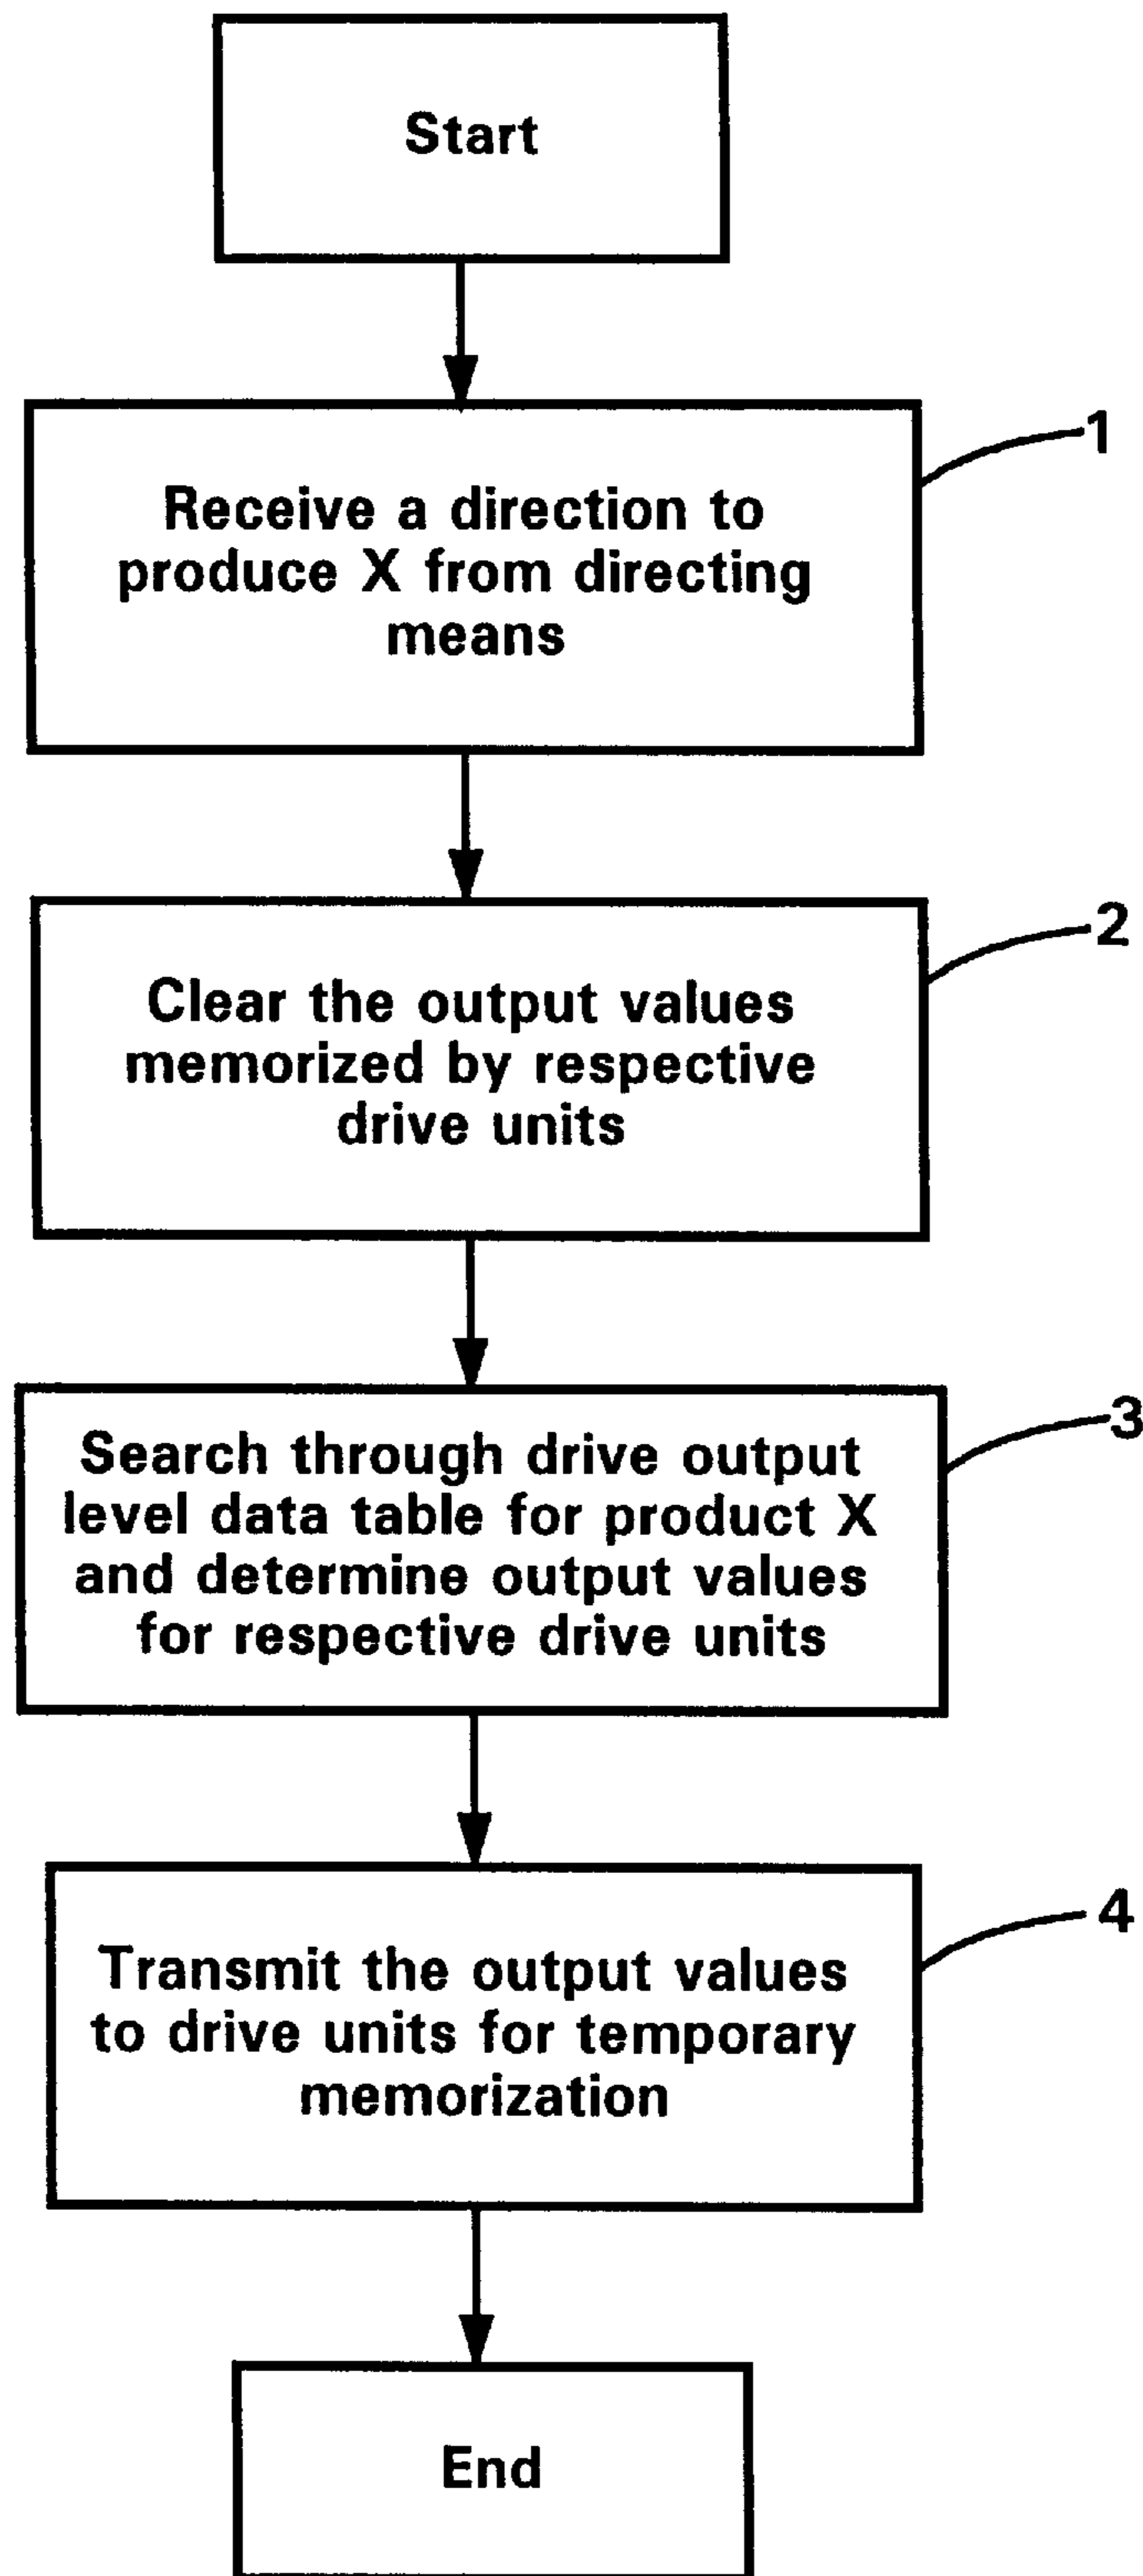 Start
1
Receive a direction to
produce X from directing
means
2
Clear the output values
memorized by respective
drive units
3
Search through drive output
level data table for product X
and determine output values
for respective drive units
4
Transmit the output values
to drive units for temporary
memorization
End